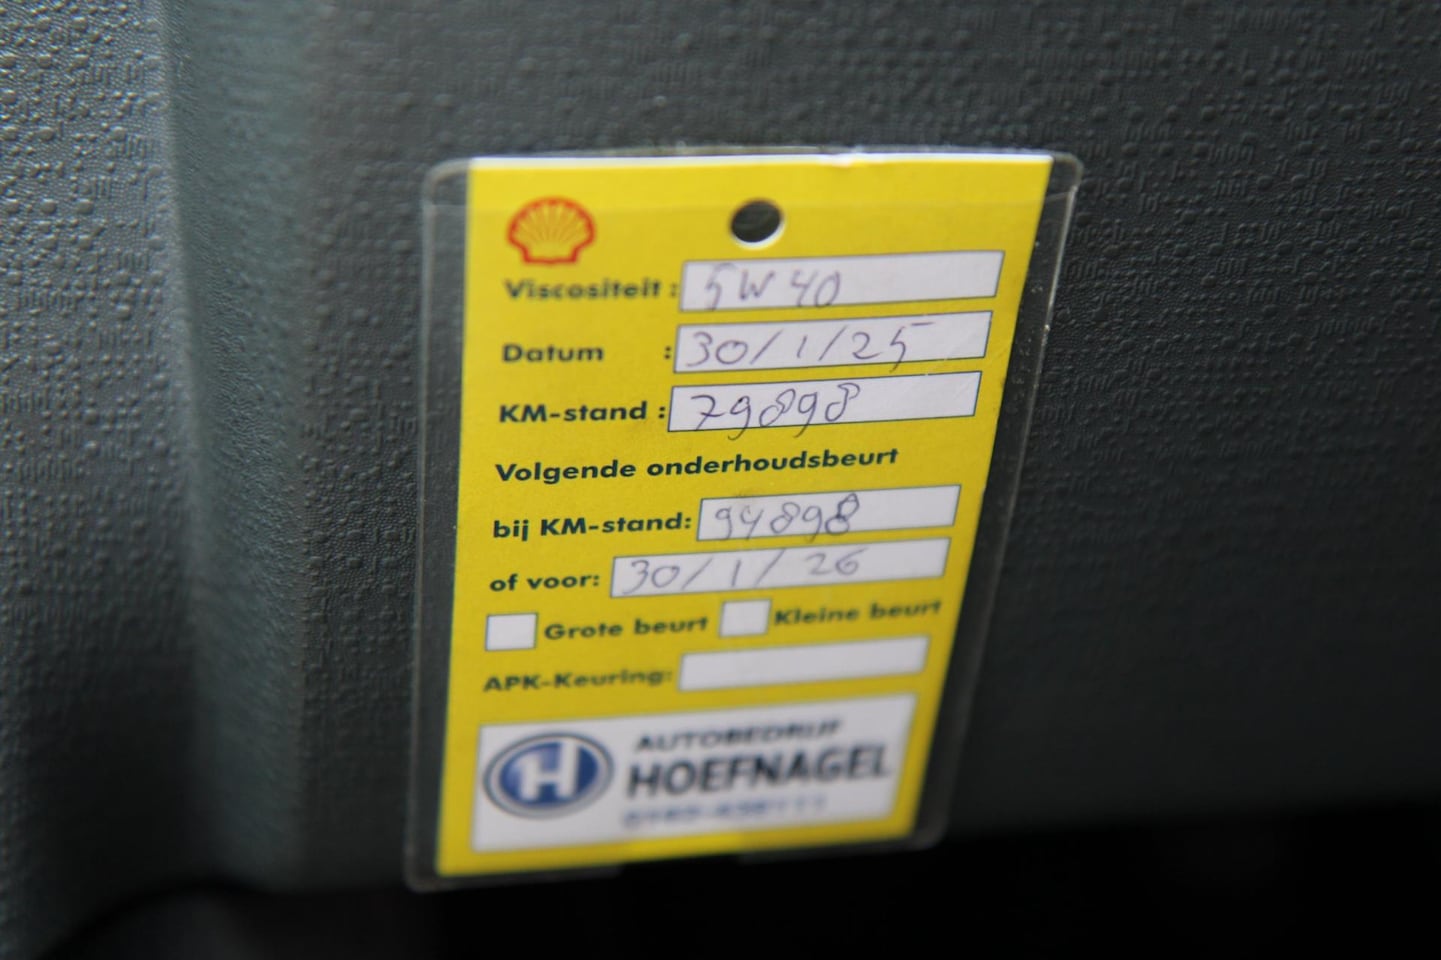 Viscositeit : 5W40
Datum : 30/1/25
KM-stand : 79898
Volgende onderhoudsbeurt
bij KM-stand: 94898
of voor: 30/1/26
Grote beurt Kleine beurt
APK-Keuring:
AUTOBEDRIJF
H HOEFNAGEL